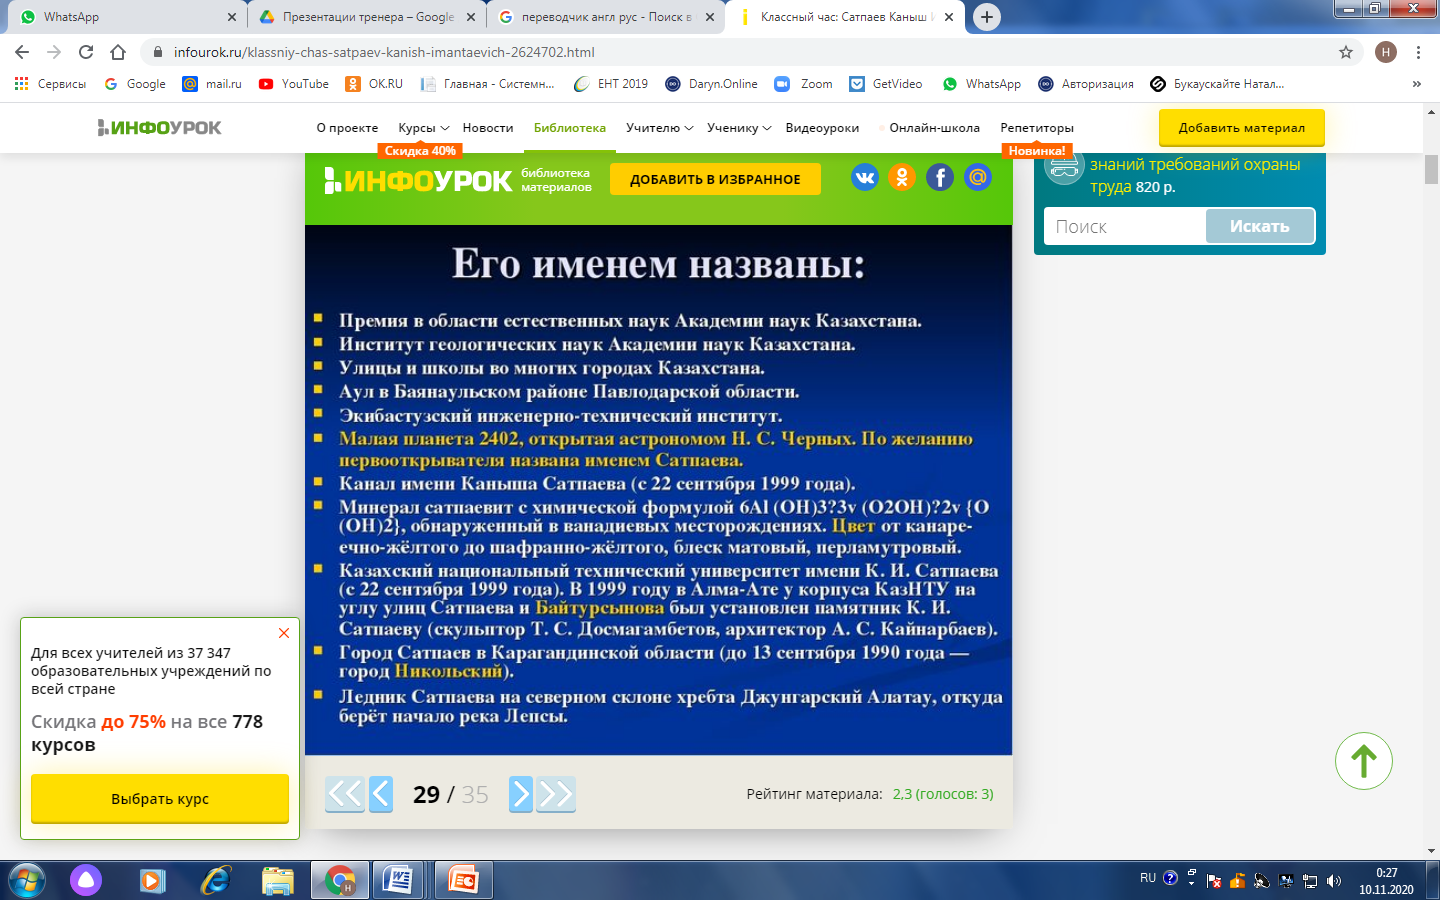 WhatsApp
Презентации тренера – Google
переводчик англ рус - Поиск в
Классный час: Сатпаев Каныш И
infourok.ru/klassniy-chas-satpaev-kanish-imantaevich-2624702.html
H
Сервисы Google mail.ru YouTube OK.RU Главная - Системн... ЕНТ 2019 Daryn.Online Zoom GetVideo WhatsApp Авторизация Букаускайте Натал... »
ИНФОУРОК
О проекте Курсы Новости Библиотека Учителю Ученику Видеоуроки Онлайн-школа Репетиторы
Добавить материал
Скидка 40%
Новинка!
ИНФОУРОК
библиотека
материалов
ДОБАВИТЬ В ИЗБРАННОЕ
знаний требований охраны
труда 820 р.
Поиск
Искать
Его именем названы:
Премия в области естественных наук Академии наук Казахстана.
Институт геологических наук Академии наук Казахстана.
Улицы и школы во многих городах Казахстана.
Аул в Баянаульском районе Павлодарской области.
Экибастузский инженерно-технический институт.
Малая планета 2402, открытая астрономом Н. С. Черных. По желанию
первооткрывателя названа именем Сатпаева.
Канал имени Каныша Сатпаева (с 22 сентября 1999 года).
Минерал сатпаевит с химической формулой 6Al (OH)3?3v (O2OH)?2v {O
(OH)2}, обнаруженный в ванадиевых месторождениях. Цвет от канаре-
ечно-жёлтого до шафранно-жёлтого, блеск матовый, перламутровый.
Казахский национальный технический университет имени К. И. Сатпаева
(с 22 сентября 1999 года). В 1999 году в Алма-Ате у корпуса КазНТУ на
углу улиц Сатпаева и Байтурсынова был установлен памятник К. И.
Сатпаеву (скульптор Т. С. Досмагамбетов, архитектор А. С. Кайнарбаев).
Город Сатпаев в Карагандинской области (до 13 сентября 1990 года —
город Никольский).
Ледник Сатпаева на северном склоне хребта Джунгарский Алатау, откуда
берёт начало река Лепсы.
Для всех учителей из 37 347
образовательных учреждений по
всей стране
Скидка до 75% на все 778
курсов
Выбрать курс
29 / 35
Рейтинг материала: 2,3 (голосов: 3)
RU
0:27
10.11.2020